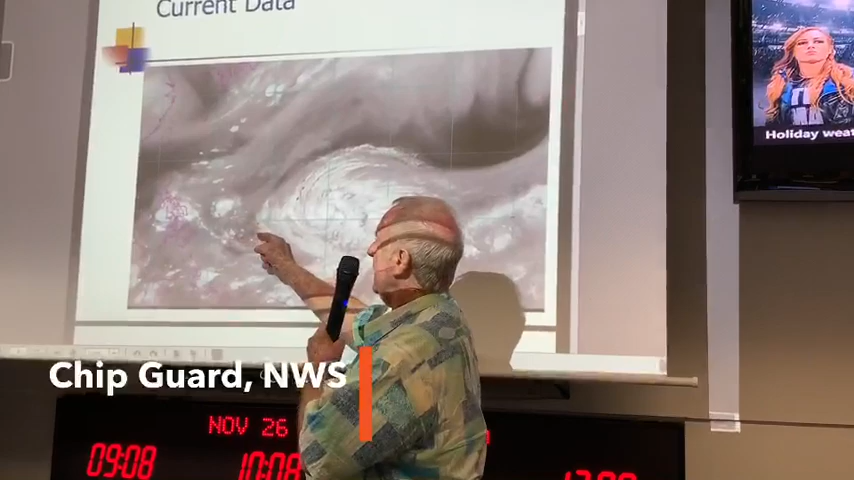 Current Data
Holiday weat
Chip Guard, NWS
NOV 26
09:08
10:08